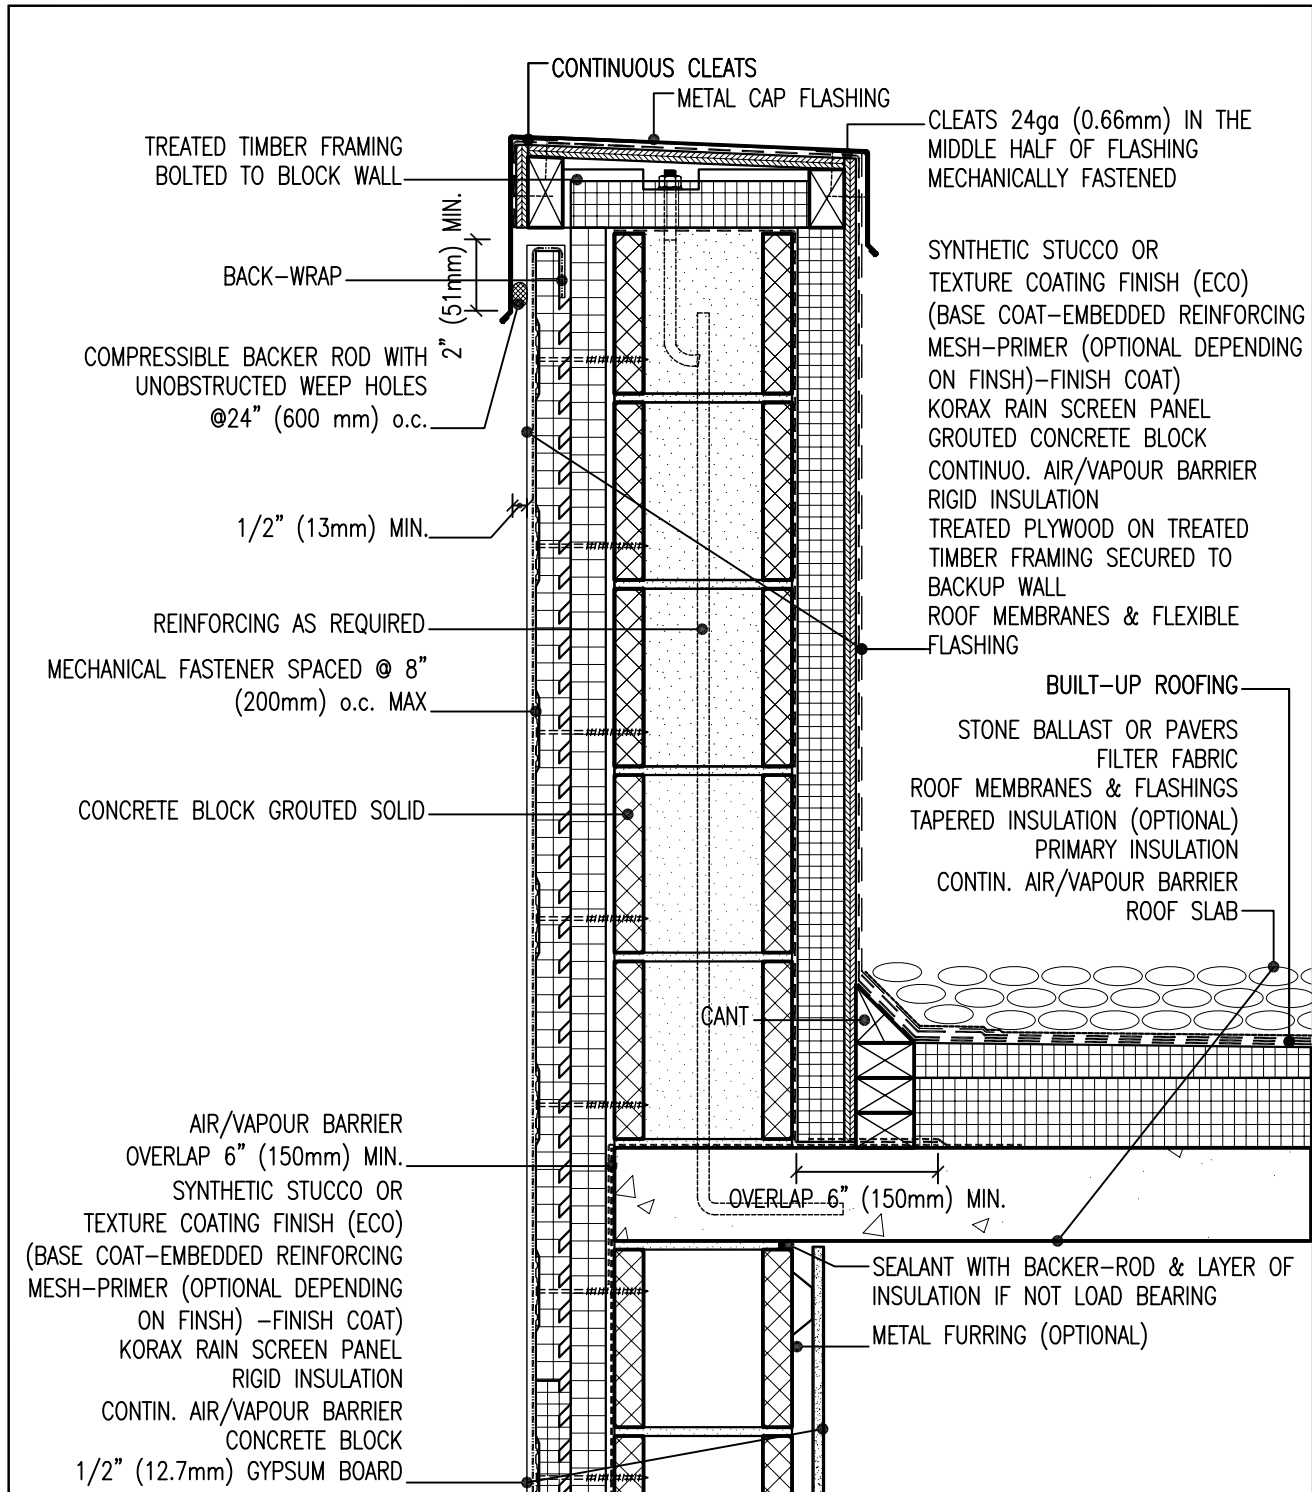 CONTINUOUS CLEATS
METAL CAP FLASHING
TREATED TIMBER FRAMING
BOLTED TO BLOCK WALL
CLEATS 24ga (0.66mm) IN THE
MIDDLE HALF OF FLASHING
MECHANICALLY FASTENED
2” (51mm) MIN.
BACK-WRAP
COMPRESSIBLE BACKER ROD WITH
UNOBSTRUCTED WEEP HOLES
@24” (600 mm) o.c.
SYNTHETIC STUCCO OR
TEXTURE COATING FINISH (ECO)
(BASE COAT-EMBEDDED REINFORCING
MESH-PRIMER (OPTIONAL DEPENDING
ON FINSH)-FINISH COAT)
KORAX RAIN SCREEN PANEL
GROUTED CONCRETE BLOCK
CONTINUO. AIR/VAPOUR BARRIER
RIGID INSULATION
TREATED PLYWOOD ON TREATED
TIMBER FRAMING SECURED TO
BACKUP WALL
ROOF MEMBRANES & FLEXIBLE
FLASHING
1/2” (13mm) MIN.
REINFORCING AS REQUIRED
MECHANICAL FASTENER SPACED @ 8”
(200mm) o.c. MAX
CONCRETE BLOCK GROUTED SOLID
BUILT-UP ROOFING
STONE BALLAST OR PAVERS
FILTER FABRIC
ROOF MEMBRANES & FLASHINGS
TAPERED INSULATION (OPTIONAL)
PRIMARY INSULATION
CONTIN. AIR/VAPOUR BARRIER
ROOF SLAB
CANT
AIR/VAPOUR BARRIER
OVERLAP 6” (150mm) MIN.
SYNTHETIC STUCCO OR
TEXTURE COATING FINISH (ECO)
(BASE COAT-EMBEDDED REINFORCING
MESH-PRIMER (OPTIONAL DEPENDING
ON FINSH) -FINISH COAT)
KORAX RAIN SCREEN PANEL
RIGID INSULATION
CONTIN. AIR/VAPOUR BARRIER
CONCRETE BLOCK
1/2” (12.7mm) GYPSUM BOARD
OVERLAP 6” (150mm) MIN.
SEALANT WITH BACKER-ROD & LAYER OF
INSULATION IF NOT LOAD BEARING
METAL FURRING (OPTIONAL)